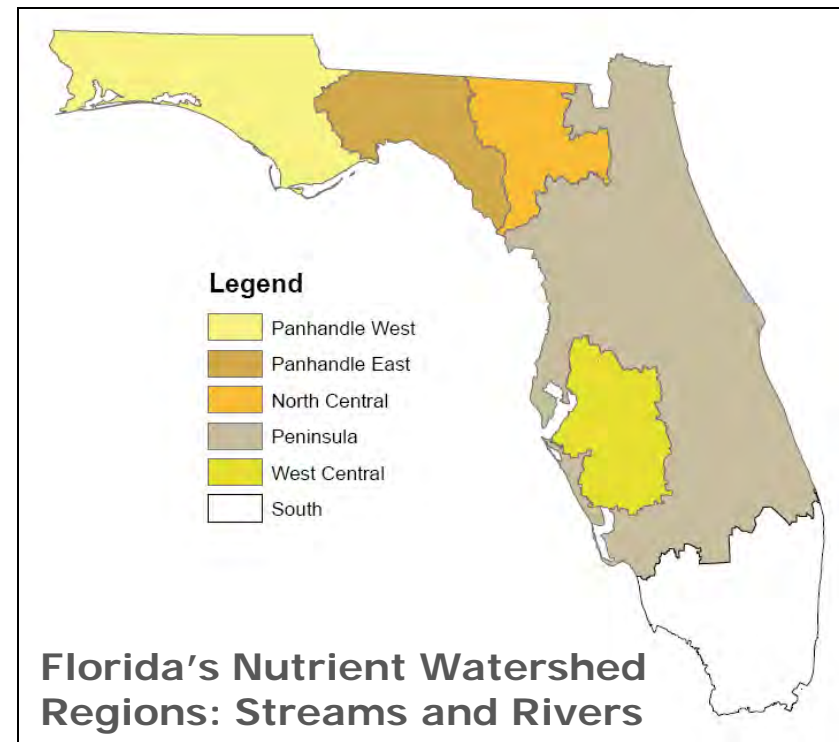 Legend
Panhandle West
Panhandle East
North Central
Peninsula
West Central
South
Florida's Nutrient Watershed
Regions: Streams and Rivers